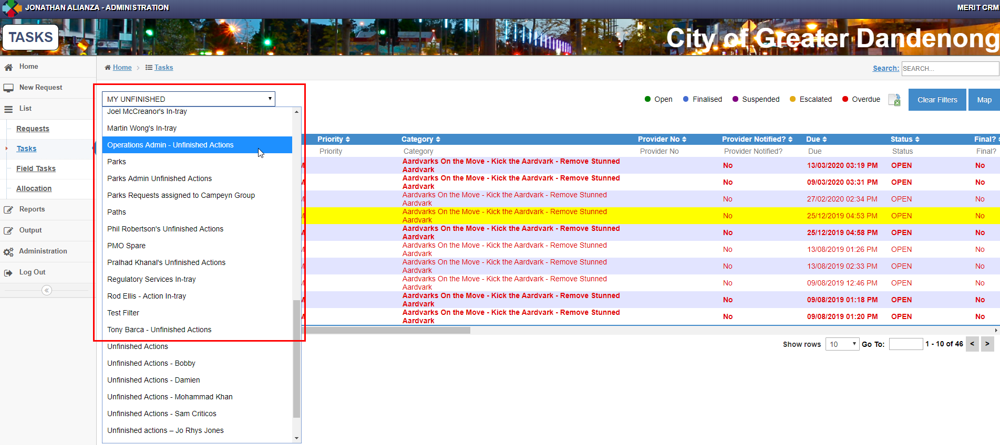 JONATHAN ALIANZA - ADMINISTRATION
MERIT CRM
TASKS
City of Greater Dandenong
Home
New Request
List
Requests
Tasks
Field Tasks
Allocation
Reports
Output
Administration
Log Out
Home > Tasks
Search: SEARCH...
MY UNFINISHED
Joel McCreanor's In-tray
Martin Wong's In-tray
Operations Admin - Unfinished Actions
Parks
Parks Admin Unfinished Actions
Parks Requests assigned to Campeyn Group
Paths
Phil Robertson's Unfinished Actions
PMO Spare
Pralhad Khanal's Unfinished Actions
Regulatory Services In-tray
Rod Ellis - Action In-tray
Test Filter
Tony Barca - Unfinished Actions
Unfinished Actions
Unfinished Actions - Bobby
Unfinished Actions - Damien
Unfinished Actions - Mohammad Khan
Unfinished Actions - Sam Criticos
Unfinished actions – Jo Rhys Jones
Open Finalised Suspended Escalated Overdue
Clear Filters Map
Priority Category Provider No Provider Notified? Due Status Final?
Priority Category Provider No Provider Notified? Due Status Final?
Aardvarks On the Move - Kick the Aardvark - Remove Stunned
Aardvark
No 13/03/2020 03:19 PM OPEN No
Aardvarks On the Move - Kick the Aardvark - Remove Stunned
Aardvark
No 09/03/2020 03:31 PM OPEN No
Aardvarks On the Move - Kick the Aardvark - Remove Stunned
Aardvark
No 27/02/2020 02:34 PM OPEN No
Aardvarks On the Move - Kick the Aardvark - Remove Stunned
Aardvark
No 25/12/2019 04:53 PM OPEN No
Aardvarks On the Move - Kick the Aardvark - Remove Stunned
Aardvark
No 25/12/2019 04:58 PM OPEN No
Aardvarks On the Move - Kick the Aardvark - Remove Stunned
Aardvark
No 13/08/2019 01:26 PM OPEN No
Aardvarks On the Move - Kick the Aardvark - Remove Stunned
Aardvark
No 13/08/2019 02:33 PM OPEN No
Aardvarks On the Move - Kick the Aardvark - Remove Stunned
Aardvark
No 09/08/2019 12:46 PM OPEN No
Aardvarks On the Move - Kick the Aardvark - Remove Stunned
Aardvark
No 09/08/2019 01:18 PM OPEN No
Aardvarks On the Move - Kick the Aardvark - Remove Stunned
Aardvark
No 09/08/2019 01:20 PM OPEN No
Show rows 10 Go To: 1 - 10 of 46 < >